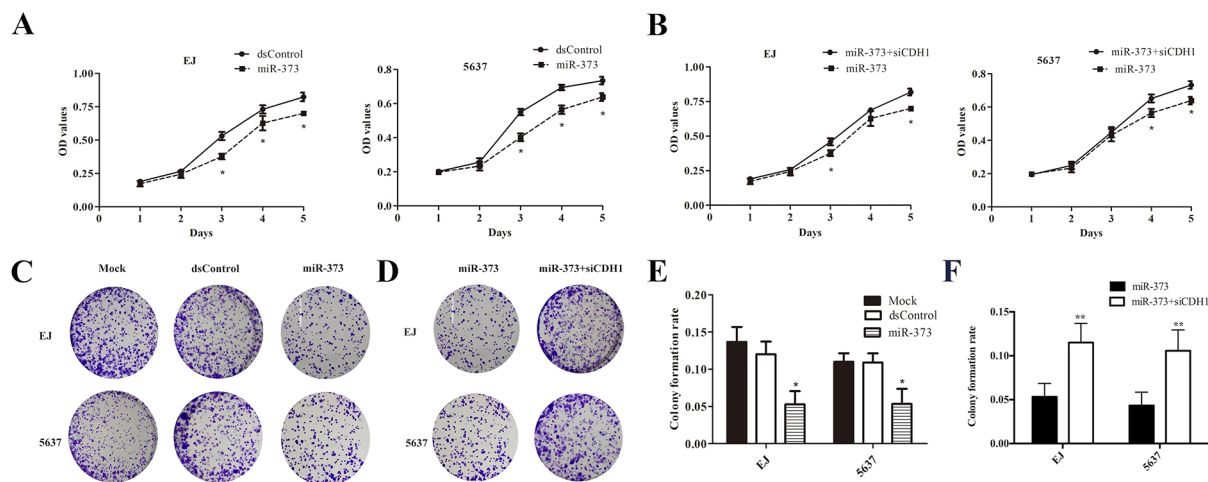 A
EJ
dsControl
miR-373
1.00
0.75
0.50
0.25
0.00
OD values
*
*
*
0
1
2
3
4
5
Days
5637
dsControl
miR-373
0.8
0.6
0.4
0.2
0.0
OD values
*
*
*
0
1
2
3
4
5
Days
B
EJ
miR-373+siCDH1
miR-373
1.00
0.75
0.50
0.25
0.00
OD values
*
*
0
1
2
3
4
5
Days
5637
miR-373+siCDH1
miR-373
0.8
0.6
0.4
0.2
0.0
OD values
*
*
0
1
2
3
4
5
Days
C
Mock
dsControl
miR-373
EJ
5637
D
miR-373
miR-373+siCDH1
EJ
5637
E
Mock
dsControl
miR-373
0.20
0.15
0.10
0.05
0.00
Colony formation rate
*
*
EJ
5637
F
miR-373
miR-373+siCDH1
0.15
0.10
0.05
0.00
Colony formation rate
**
**
EJ
5637